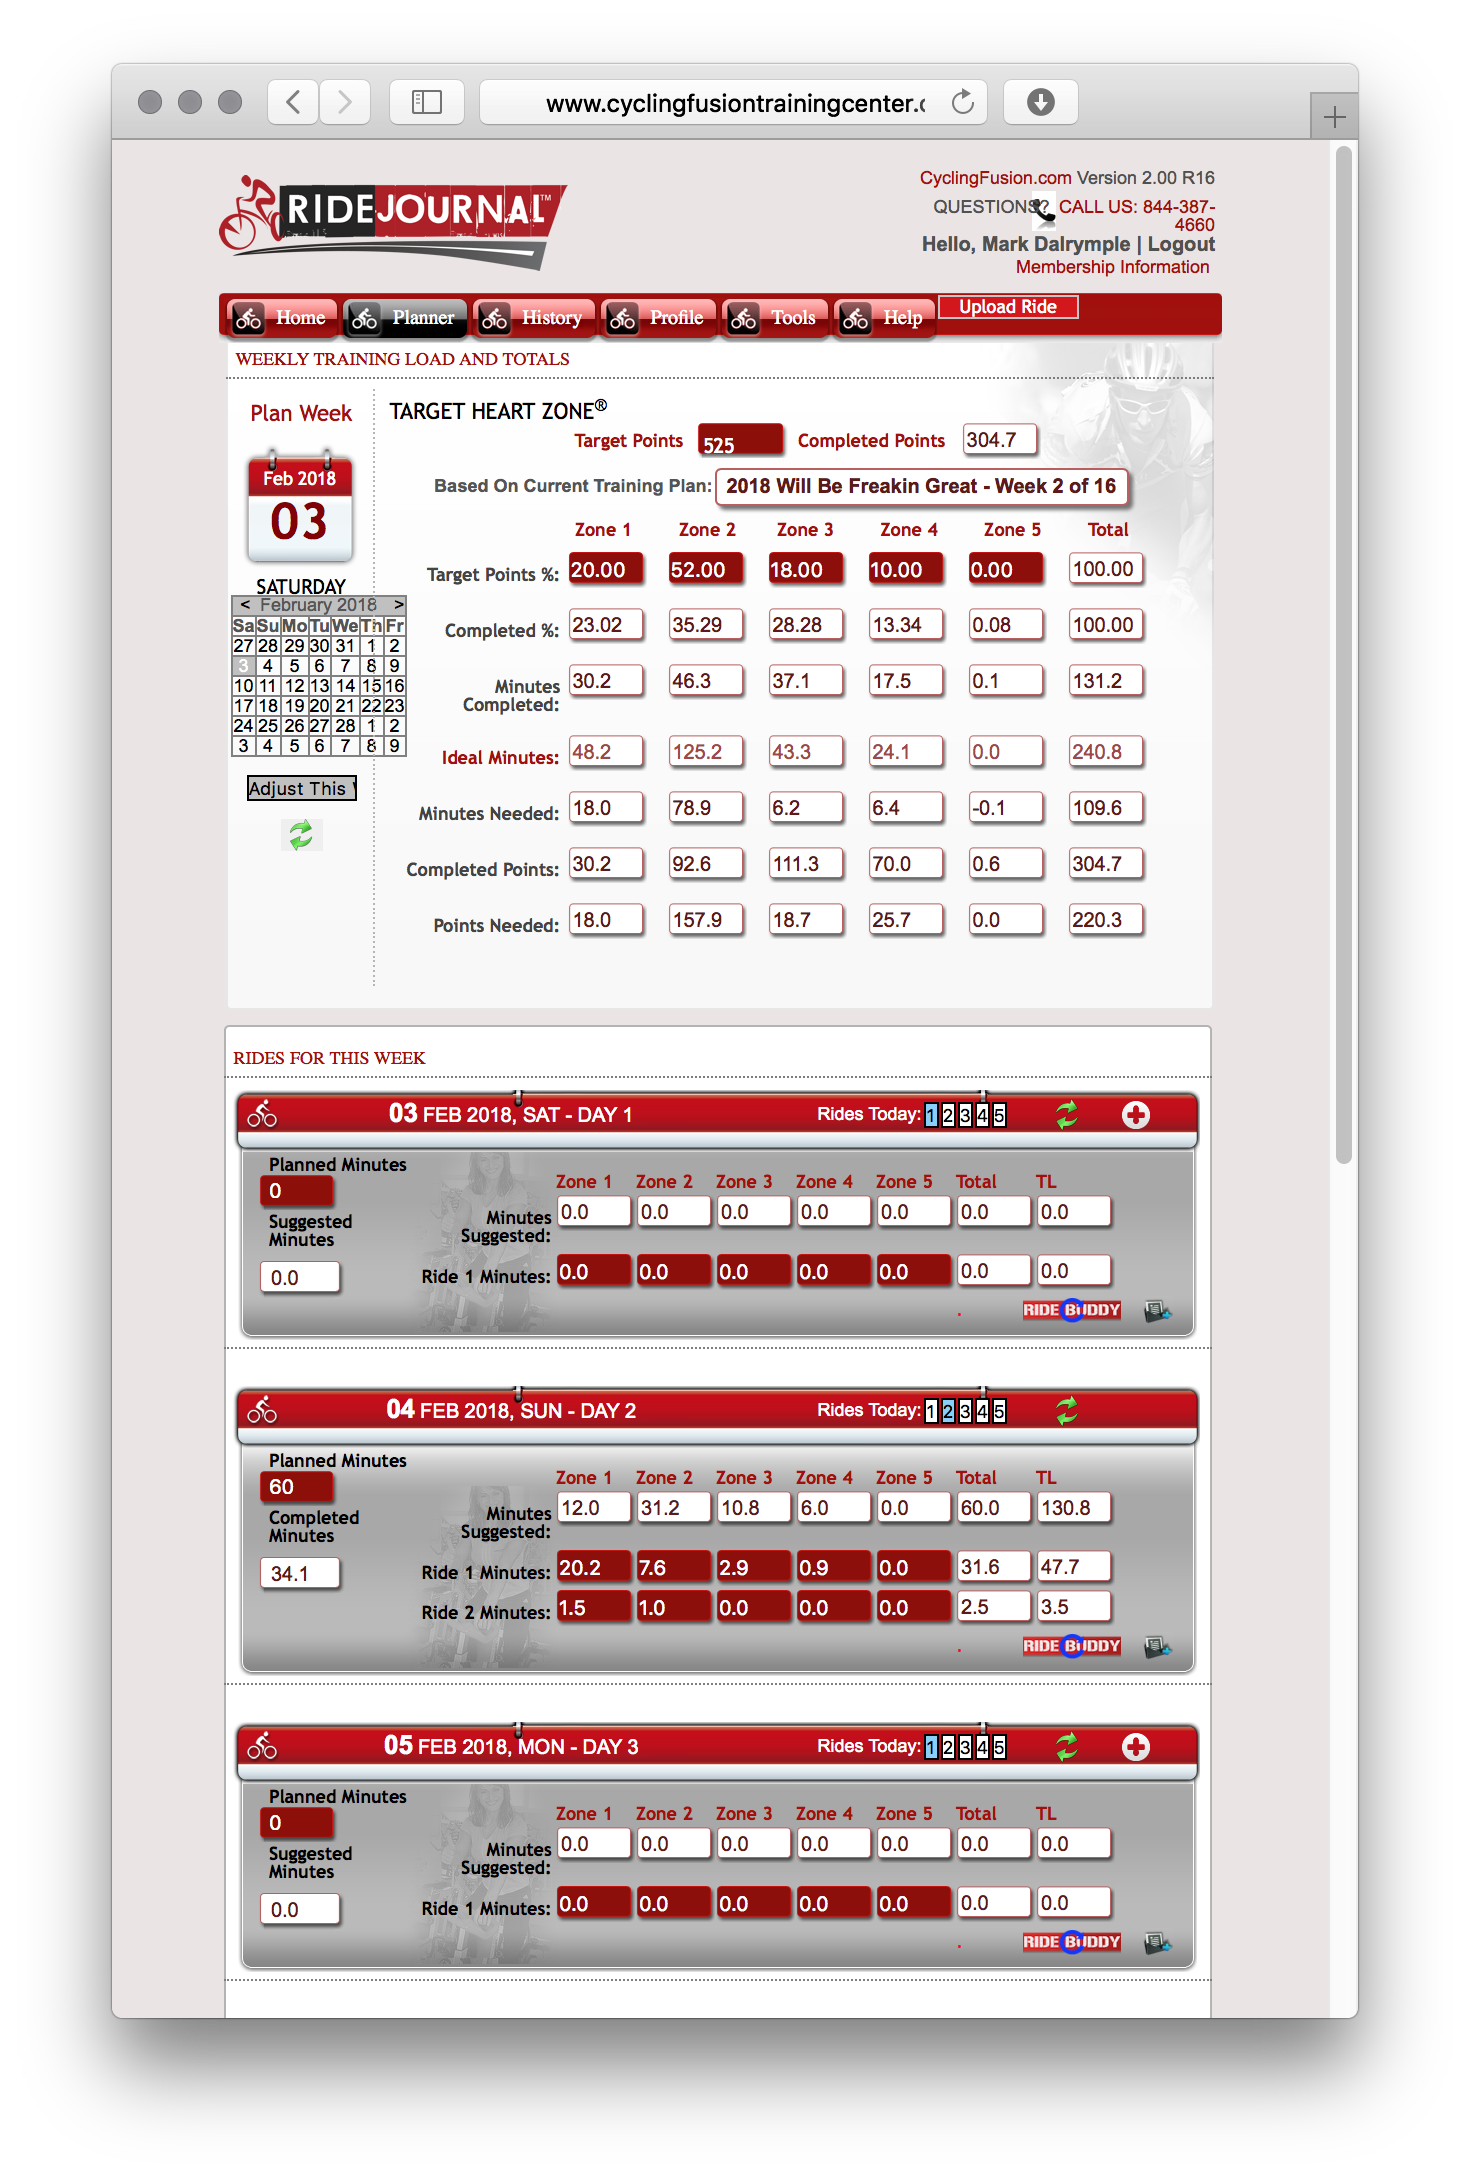 www.cyclingfusiontrainingcenter.c
RIDEJOURNAL™
CyclingFusion.com Version 2.00 R16
QUESTIONS? CALL US: 844-387-
4660
Hello, Mark Dalrymple | Logout
Membership Information
Home Planner History Profile Tools Help Upload Ride
WEEKLY TRAINING LOAD AND TOTALS
Plan Week
Feb 2018
03
SATURDAY
< February 2018 >
Sa Su Mo Tu We Th Fr
27 28 29 30 31 1 2
3 4 5 6 7 8 9
10 11 12 13 14 15 16
17 18 19 20 21 22 23
24 25 26 27 28 1 2
3 4 5 6 7 8 9
Adjust This
TARGET HEART ZONE®
Target Points 525 Completed Points 304.7
Based On Current Training Plan: 2018 Will Be Freakin Great - Week 2 of 16
Zone 1 Zone 2 Zone 3 Zone 4 Zone 5 Total
Target Points %: 20.00 52.00 18.00 10.00 0.00 100.00
Completed %: 23.02 35.29 28.28 13.34 0.08 100.00
Minutes Completed: 30.2 46.3 37.1 17.5 0.1 131.2
Ideal Minutes: 48.2 125.2 43.3 24.1 0.0 240.8
Minutes Needed: 18.0 78.9 6.2 6.4 -0.1 109.6
Completed Points: 30.2 92.6 111.3 70.0 0.6 304.7
Points Needed: 18.0 157.9 18.7 25.7 0.0 220.3
RIDES FOR THIS WEEK
03 FEB 2018, SAT - DAY 1 Rides Today: 1 2 3 4 5
Planned Minutes
0
Suggested
Minutes
0.0
Zone 1 Zone 2 Zone 3 Zone 4 Zone 5 Total TL
Minutes Suggested: 0.0 0.0 0.0 0.0 0.0 0.0 0.0
Ride 1 Minutes: 0.0 0.0 0.0 0.0 0.0 0.0 0.0
. RIDE BUDDY
04 FEB 2018, SUN - DAY 2 Rides Today: 1 2 3 4 5
Planned Minutes
60
Completed
Minutes
34.1
Zone 1 Zone 2 Zone 3 Zone 4 Zone 5 Total TL
Minutes Suggested: 12.0 31.2 10.8 6.0 0.0 60.0 130.8
Ride 1 Minutes: 20.2 7.6 2.9 0.9 0.0 31.6 47.7
Ride 2 Minutes: 1.5 1.0 0.0 0.0 0.0 2.5 3.5
. RIDE BUDDY
05 FEB 2018, MON - DAY 3 Rides Today: 1 2 3 4 5
Planned Minutes
0
Suggested
Minutes
0.0
Zone 1 Zone 2 Zone 3 Zone 4 Zone 5 Total TL
Minutes Suggested: 0.0 0.0 0.0 0.0 0.0 0.0 0.0
Ride 1 Minutes: 0.0 0.0 0.0 0.0 0.0 0.0 0.0
. RIDE BUDDY